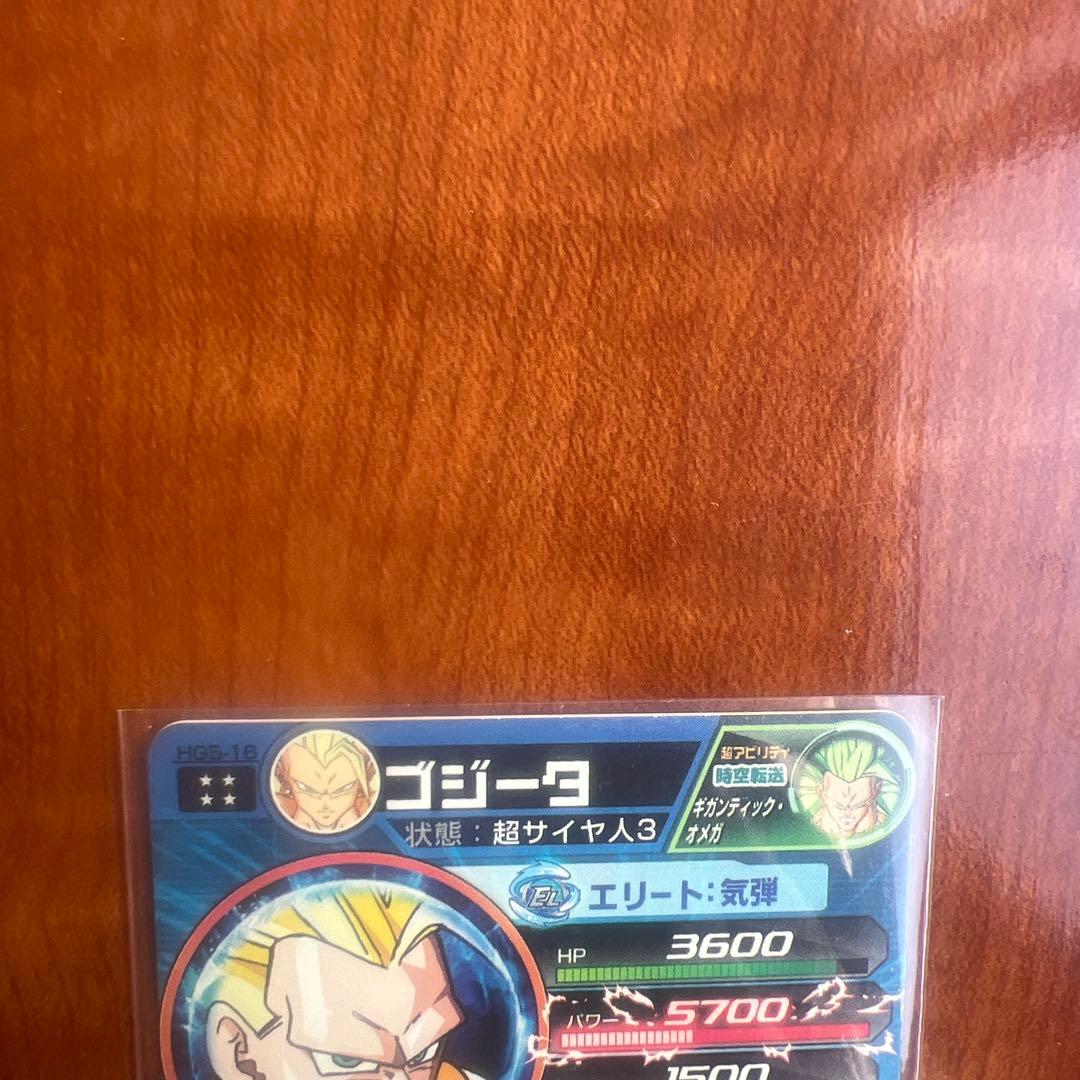 HG5-16
ゴジータ
状態：超サイヤ人3
超アビリティ
時空転送
ギガンティック・
オメガ
EL エリート：気弾
HP 3600
パワー 5700
1500